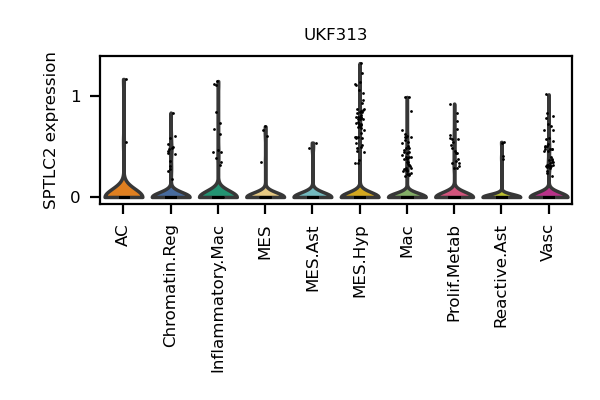 UKF313
SPTLC2 expression
1
0
AC
Chromatin.Reg
Inflammatory.Mac
MES
MES.Ast
MES.Hyp
Mac
Prolif.Metab
Reactive.Ast
Vasc